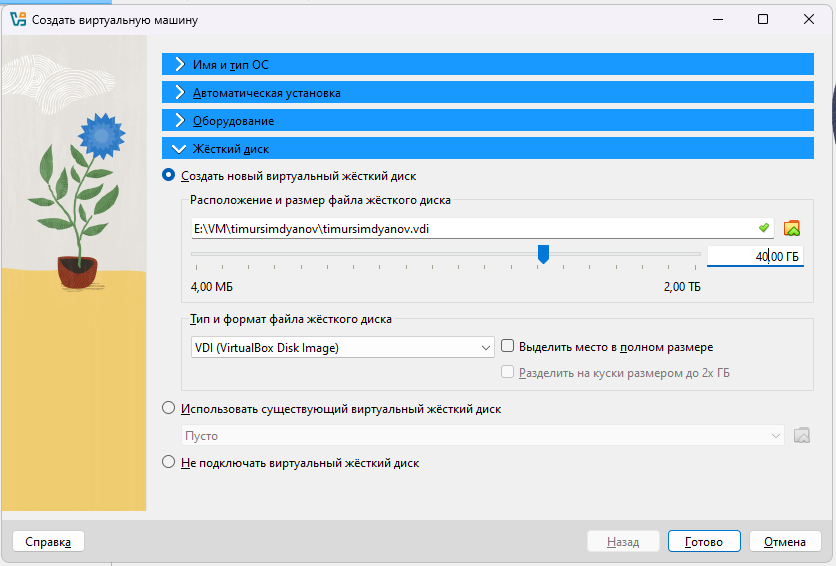 Создать виртуальную машину
Имя и тип ОС
Автоматическая установка
Оборудование
Жёсткий диск
Создать новый виртуальный жёсткий диск
Расположение и размер файла жёсткого диска
E:\VM\timursimdyanov\timursimdyanov.vdi
40,00 ГБ
4,00 МБ 2,00 ТБ
Тип и формат файла жёсткого диска
VDI (VirtualBox Disk Image) Выделить место в полном размере
Разделить на куски размером до 2х ГБ
Использовать существующий виртуальный жёсткий диск
Пусто
Не подключать виртуальный жёсткий диск
Справка Назад Готово Отмена